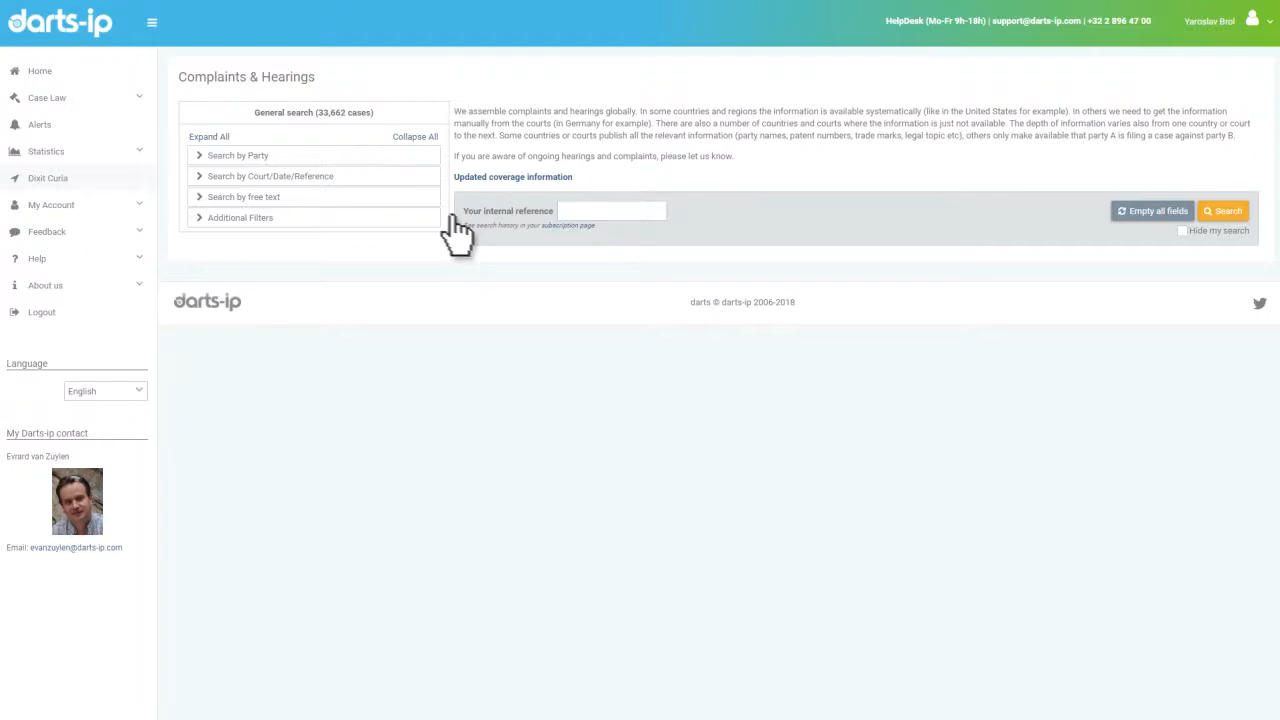 darts-ip
HelpDesk (Mo-Fr 9h-18h) | support@darts-ip.com | +32 2 896 47 00
Yaroslav Brol
Home
Case Law
Alerts
Statistics
Dixit Curia
My Account
Feedback
Help
About us
Logout
Language
English
My Darts-ip contact
Evrard van Zuylen
Email: evanzuylen@darts-ip.com
Complaints & Hearings
General search (33,662 cases)
Expand All
Collapse All
Search by Party
Search by Court/Date/Reference
Search by free text
Additional Filters
We assemble complaints and hearings globally. In some countries and regions the information is available systematically (like in the United States for example). In others we need to get the information
manually from the courts (in Germany for example). There are also a number of countries and courts where the information is just not available. The depth of information varies also from one country or court
to the next. Some countries or courts publish all the relevant information (party names, patent numbers, trade marks, legal topic etc), others only make available that party A is filing a case against party B.
If you are aware of ongoing hearings and complaints, please let us know.
Updated coverage information
Your internal reference
search history in your subscription page
Empty all fields
Search
Hide my search
darts-ip
darts © darts-ip 2006-2018